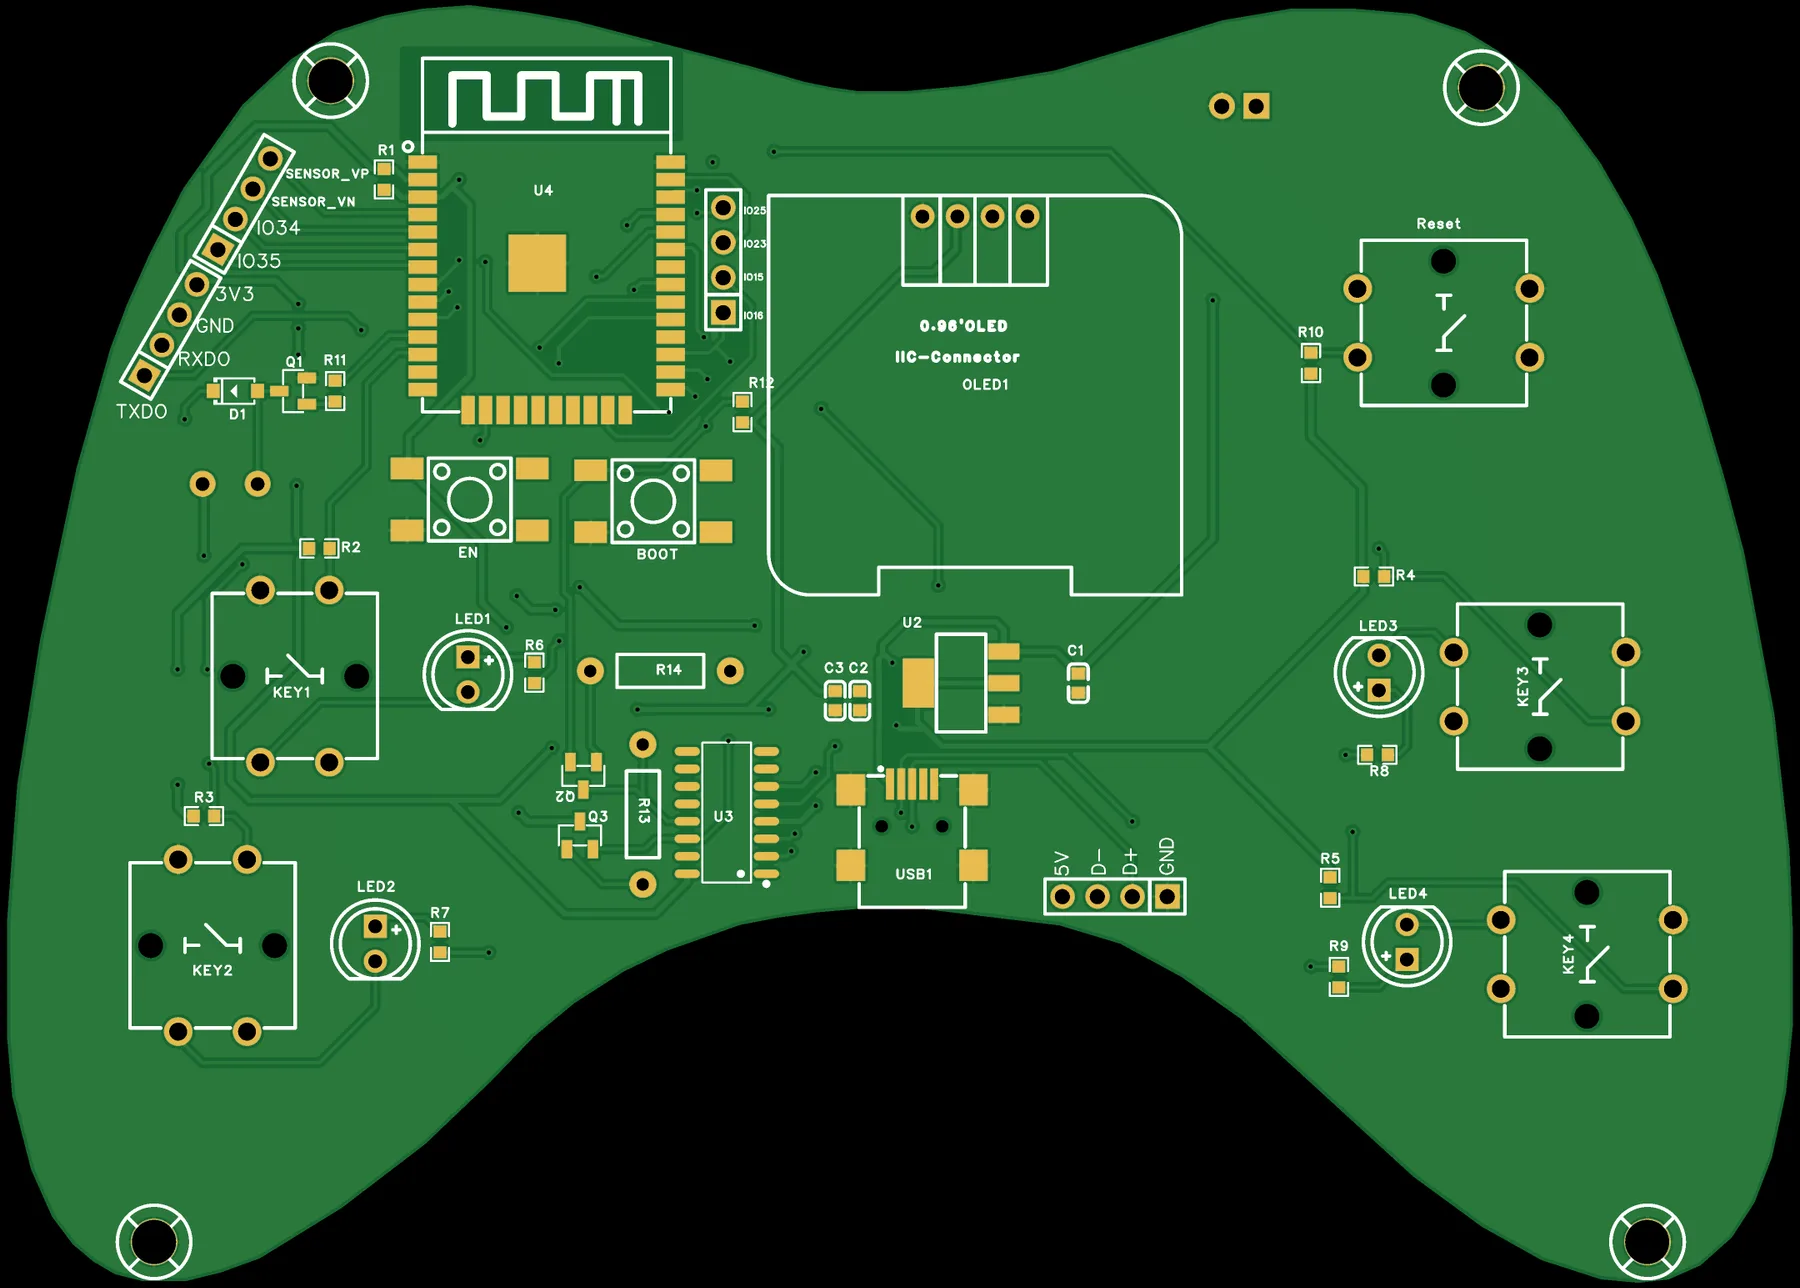 R1
SENSOR_VP
SENSOR_VN
IO34
IO35
3V3
GND
RXDO
TXDO
U4
IO25
IO23
IO15
IO16
Reset
0.96'OLED
IIC-Connector
OLED1
Q1
R11
D1
R12
R10
EN
BOOT
R2
R4
LED1
R6
KEY1
R14
U2
C3
C2
C1
LED3
KEY3
R8
R3
Q2
Q3
R13
U3
USB1
5V
D-
D+
GND
R5
LED2
R7
KEY2
LED4
R9
KEY4